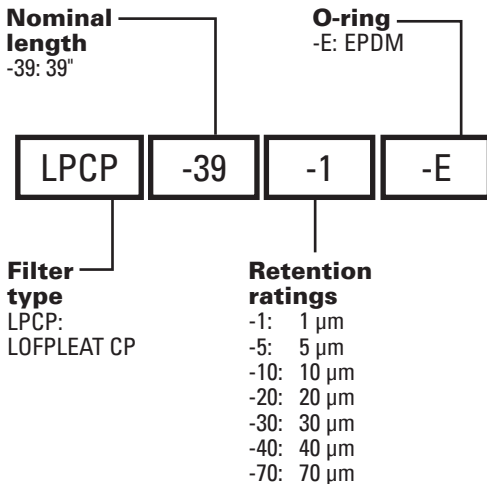 Nominal
length
-39: 39"
O-ring
-E: EPDM
LPCP -39 -1 -E
Filter
type
LPCP:
LOFPLEAT CP
Retention
ratings
-1: 1 µm
-5: 5 µm
-10: 10 µm
-20: 20 µm
-30: 30 µm
-40: 40 µm
-70: 70 µm